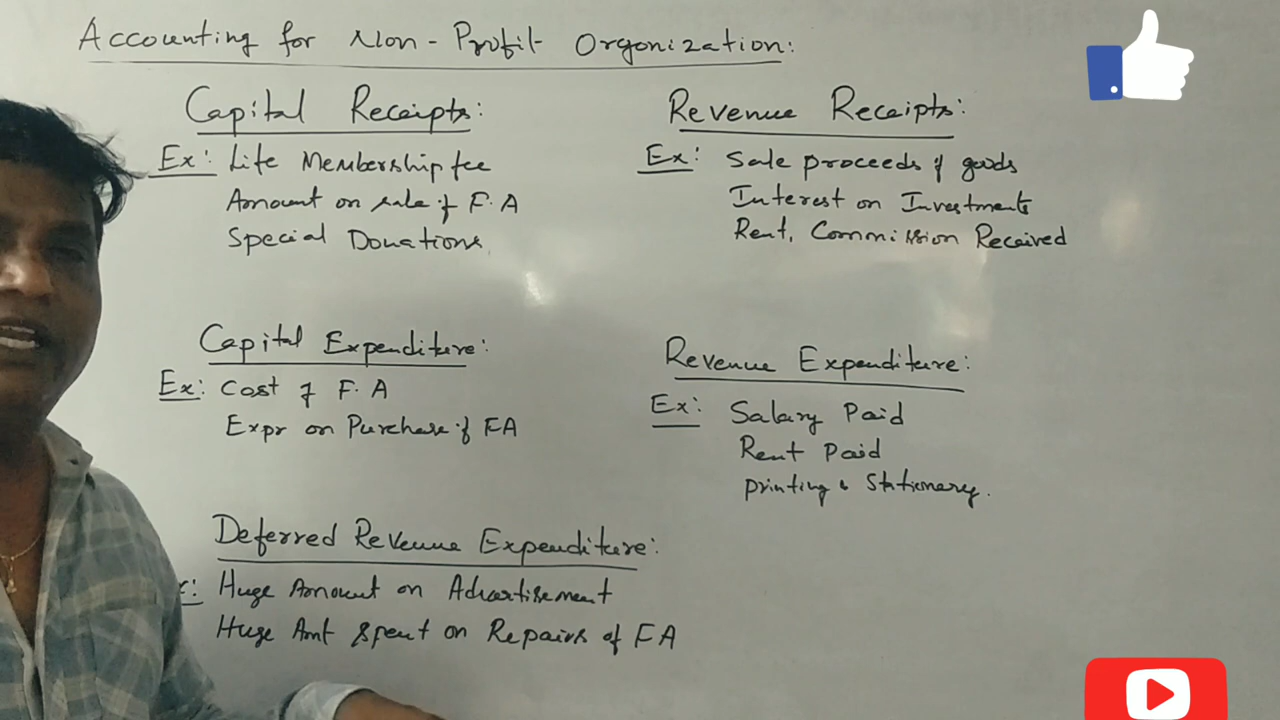 Accounting for Non-Profit Orgonization:
Capital Receipts:
Ex: Life Membership fee
Amount on sale of F.A
Special Donations
Revenue Receipts:
Ex: Sale proceeds of goods
Interest on Investments
Rent, Commission Received
Capital Expenditure:
Ex: Cost of F.A
Expr on Purchase of FA
Revenue Expenditure:
Ex: Salary Paid
Rent Paid
Printing & Stationery.
Deferred Revenue Expenditure:
Huge Amount on Advertisement
Huge Amt Spent on Repairs of FA